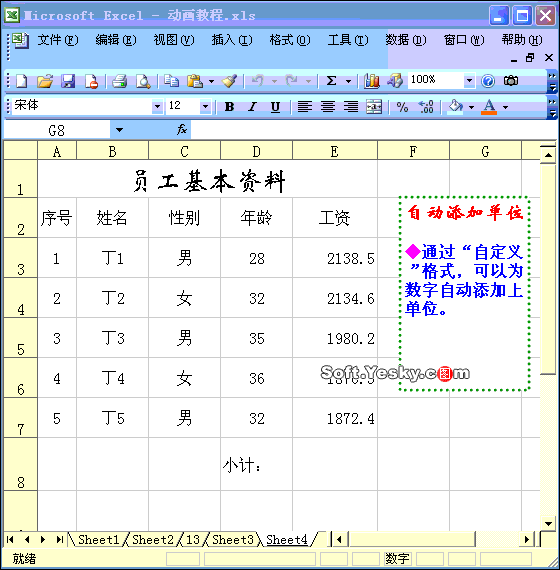 Microsoft Excel - 动画教程.xls
文件(F) 编辑(E) 视图(V) 插入(I) 格式(O) 工具(T) 数据(D) 窗口(W) 帮助(H)
100%
宋体 12 B I U
G8 fx
A B C D E F G
1 员工基本资料
2 序号 姓名 性别 年龄 工资
3 1 丁1 男 28 2138.5
4 2 丁2 女 32 2134.6
5 3 丁3 男 35 1980.2
6 4 丁4 女 36
7 5 丁5 男 32 1872.4
8 小计:
自动添加单位
◆通过“自定义
”格式,可以为
数字自动添加上
单位。
Soft.Yesky.com
Sheet1 Sheet2 13 Sheet3 Sheet4
就绪 数字